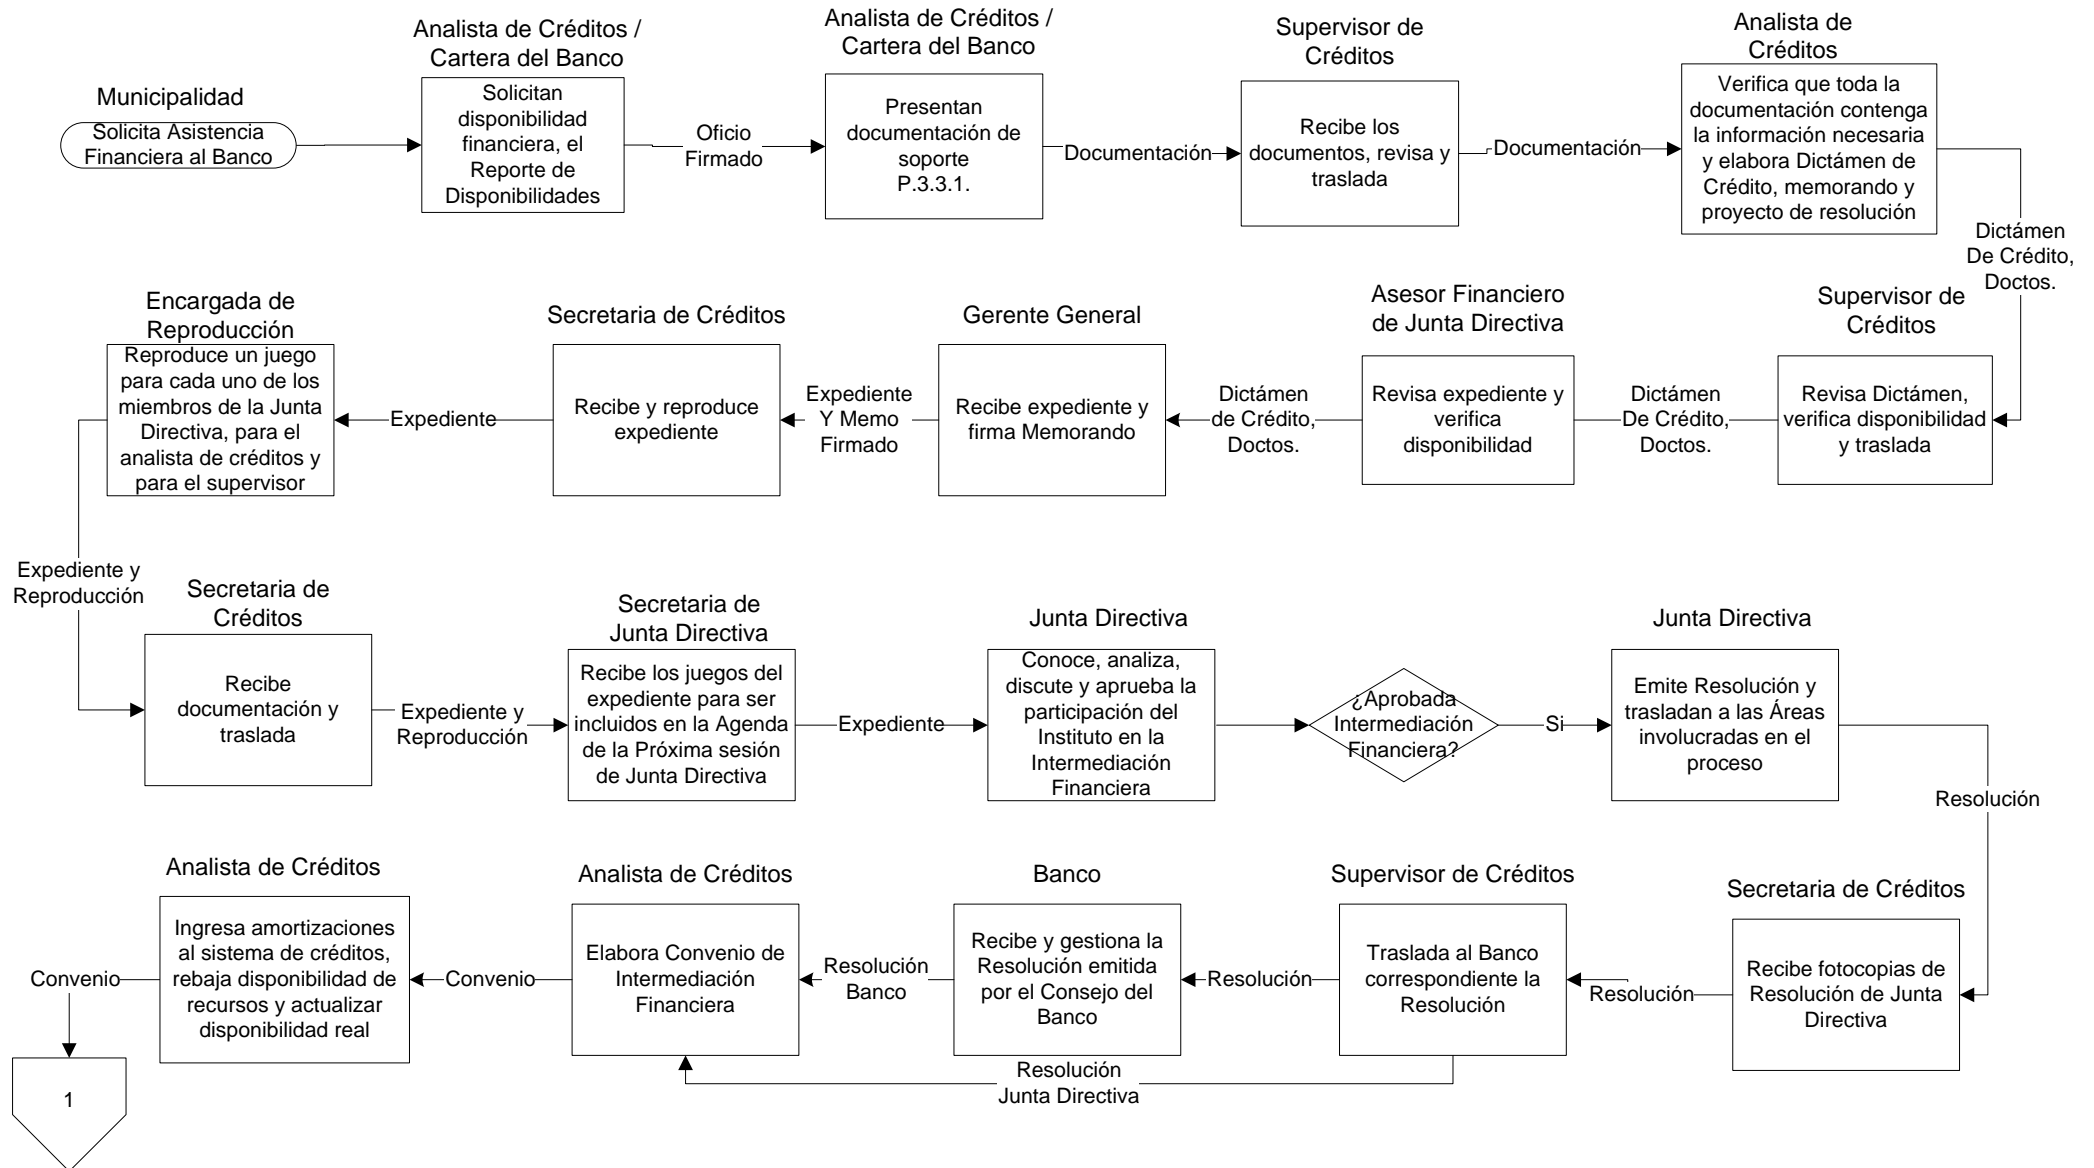 Municipalidad
Solicita Asistencia
Financiera al Banco
Analista de Créditos /
Cartera del Banco
Solicitan
disponibilidad
financiera, el
Reporte de
Disponibilidades
Oficio
Firmado
Analista de Créditos /
Cartera del Banco
Presentan
documentación de
soporte
P.3.3.1.
Documentación
Supervisor de
Créditos
Recibe los
documentos, revisa y
traslada
Documentación
Analista de
Créditos
Verifica que toda la
documentación contenga
la información necesaria
y elabora Dictámen de
Crédito, memorando y
proyecto de resolución
Dictámen
De Crédito,
Doctos.
Supervisor de
Créditos
Revisa Dictámen,
verifica disponibilidad
y traslada
Dictámen
De Crédito,
Doctos.
Asesor Financiero
de Junta Directiva
Revisa expediente y
verifica
disponibilidad
Dictámen
de Crédito,
Doctos.
Gerente General
Recibe expediente y
firma Memorando
Expediente
Y Memo
Firmado
Secretaria de Créditos
Recibe y reproduce
expediente
Expediente
Encargada de
Reproducción
Reproduce un juego
para cada uno de los
miembros de la Junta
Directiva, para el
analista de créditos y
para el supervisor
Expediente y
Reproducción
Secretaria de
Créditos
Recibe
documentación y
traslada
Expediente y
Reproducción
Secretaria de
Junta Directiva
Recibe los juegos del
expediente para ser
incluidos en la Agenda
de la Próxima sesión
de Junta Directiva
Expediente
Junta Directiva
Conoce, analiza,
discute y aprueba la
participación del
Instituto en la
Intermediación
Financiera
¿Aprobada
Intermediación
Financiera?
Si
Junta Directiva
Emite Resolución y
trasladan a las Áreas
involucradas en el
proceso
Resolución
Secretaria de Créditos
Recibe fotocopias de
Resolución de Junta
Directiva
Resolución
Supervisor de Créditos
Traslada al Banco
correspondiente la
Resolución
Resolución
Banco
Recibe y gestiona la
Resolución emitida
por el Consejo del
Banco
Resolución
Banco
Resolución
Junta Directiva
Analista de Créditos
Elabora Convenio de
Intermediación
Financiera
Convenio
Analista de Créditos
Ingresa amortizaciones
al sistema de créditos,
rebaja disponibilidad de
recursos y actualizar
disponibilidad real
Convenio
1